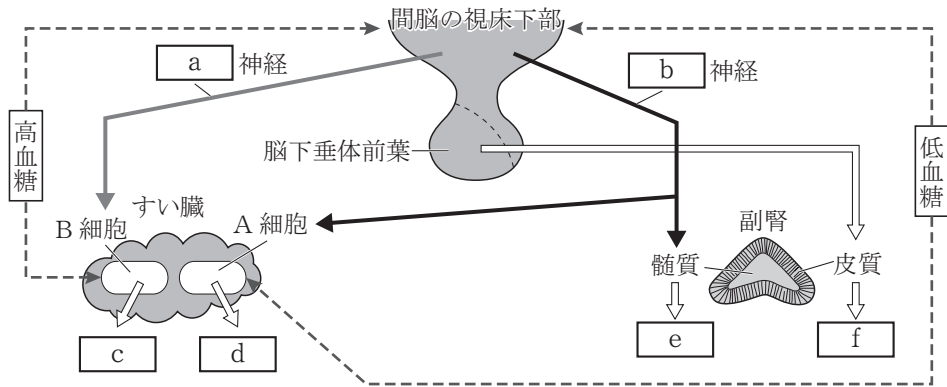 間脳の視床下部
a 神経
b 神経
高血糖
低血糖
脳下垂体前葉
すい臓
B 細胞
A 細胞
副腎
髄質
皮質
c
d
e
f